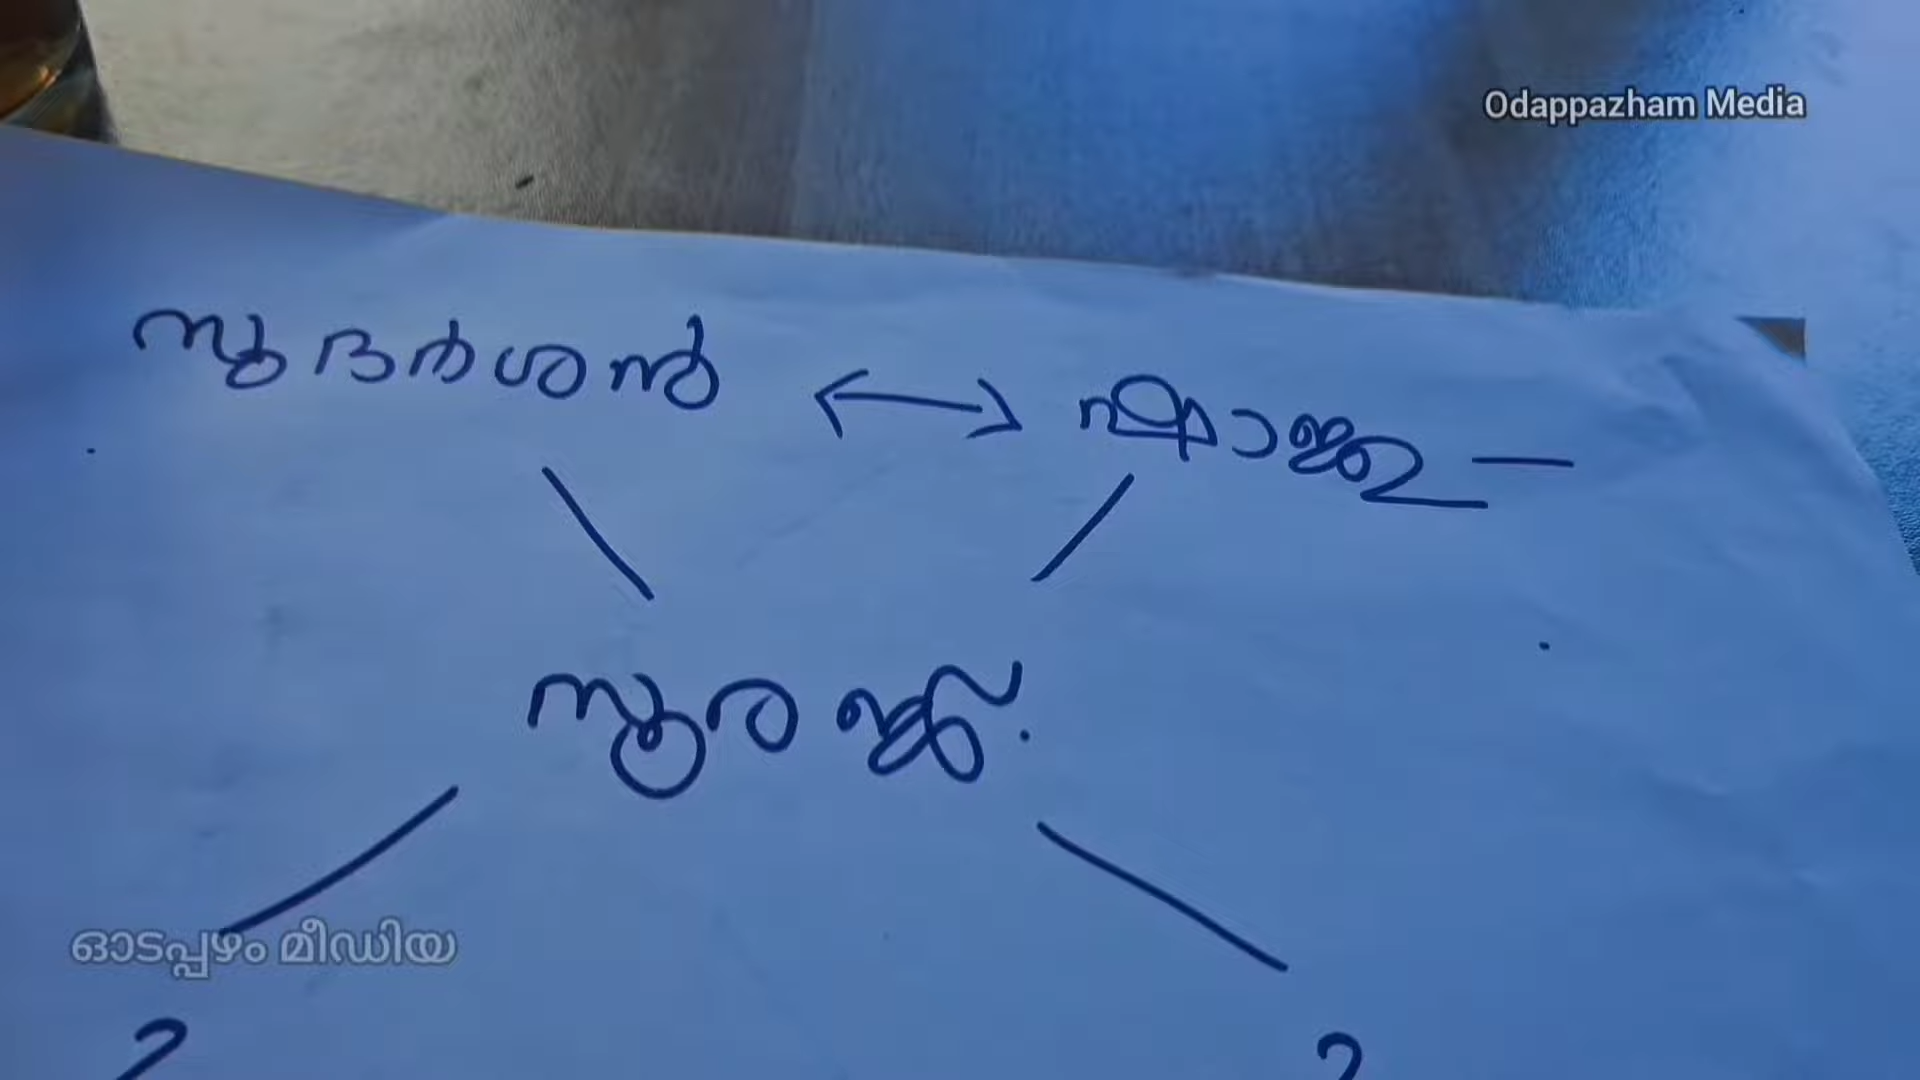 Odappazham Media
സുദർശൻ ↔ ഷാജു —
സൂരജ്.
ഓടപ്പഴം മീഡിയ
? ?